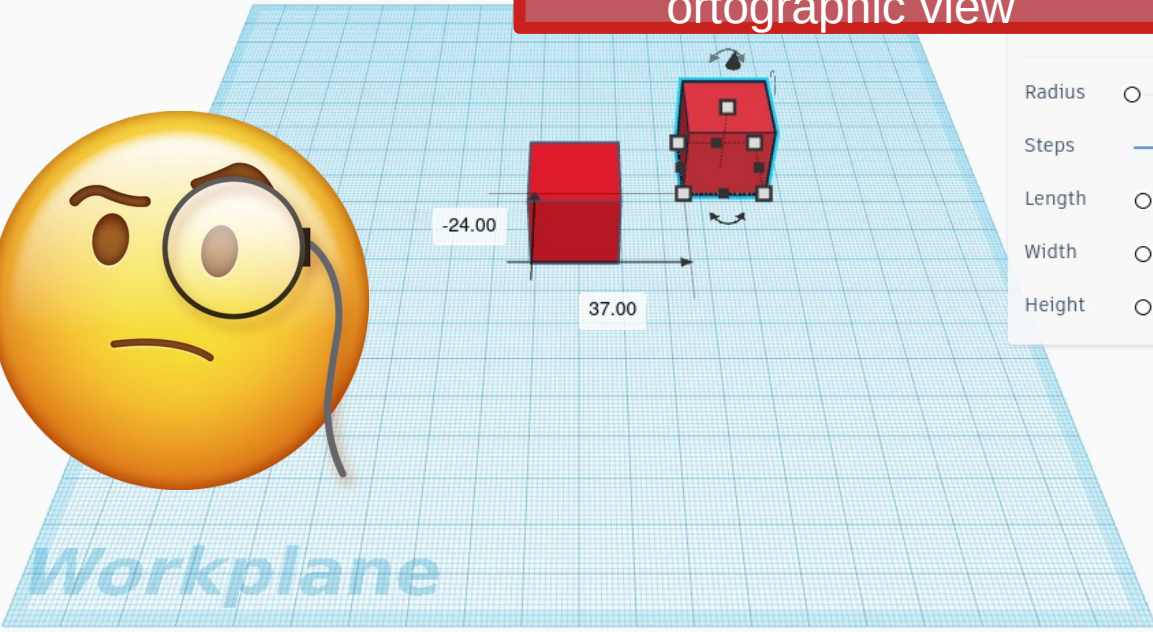 ortographic view
Radius
Steps
Length
Width
Height
-24.00
37.00
Workplane